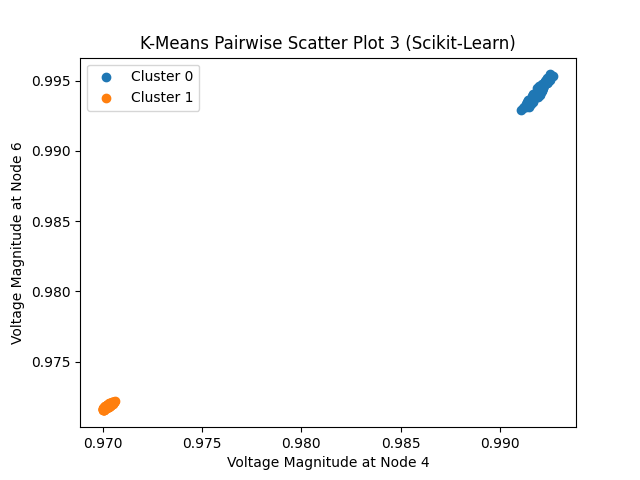 K-Means Pairwise Scatter Plot 3 (Scikit-Learn)
Cluster 0
Cluster 1
0.995
0.990
0.985
0.980
0.975
Voltage Magnitude at Node 6
0.970
0.975
0.980
0.985
0.990
Voltage Magnitude at Node 4